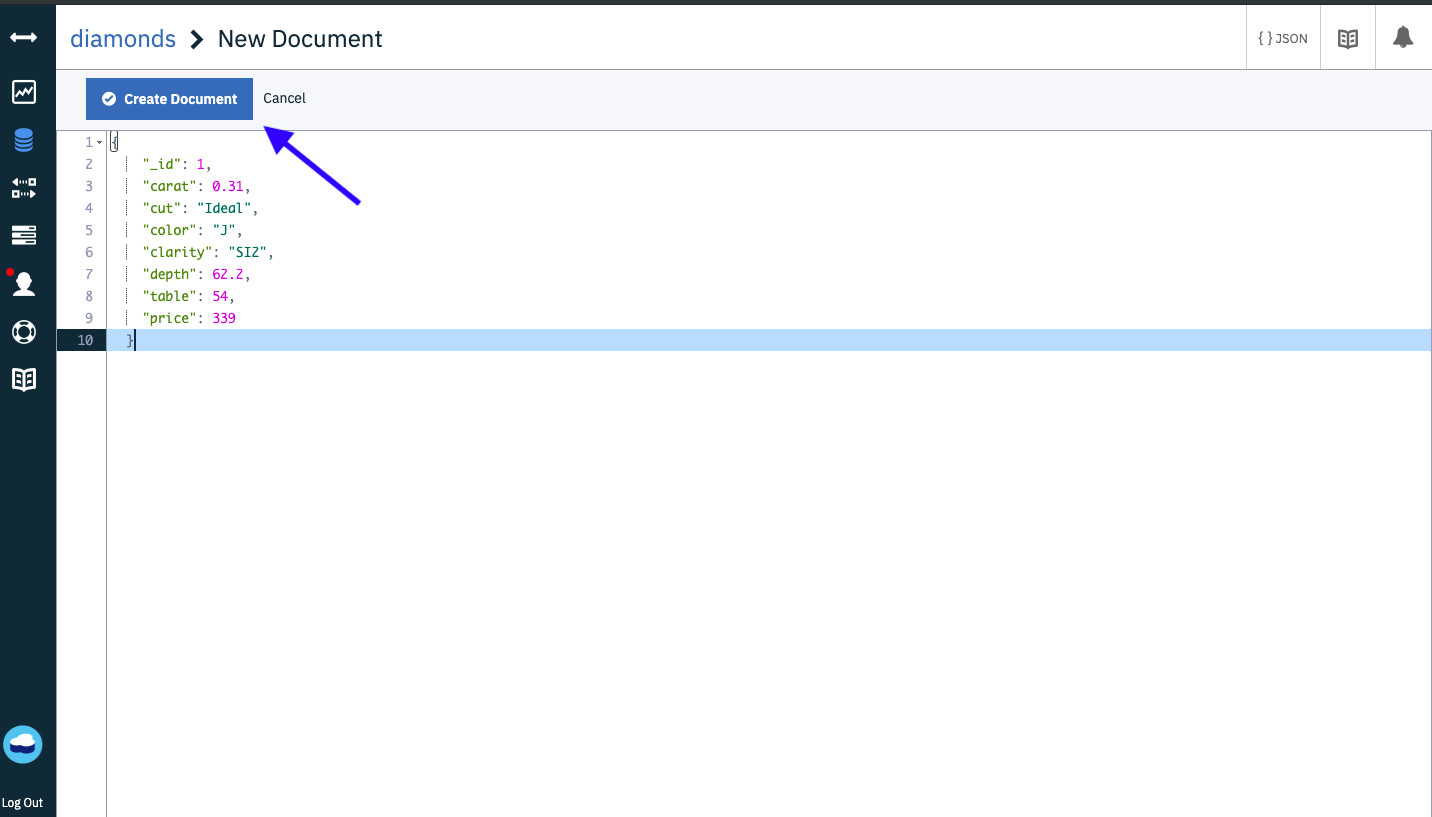 diamonds > New Document
{ } JSON
Create Document Cancel
1 {
2 "_id": 1,
3 "carat": 0.31,
4 "cut": "Ideal",
5 "color": "J",
6 "clarity": "SI2",
7 "depth": 62.2,
8 "table": 54,
9 "price": 339
10 }
Log Out